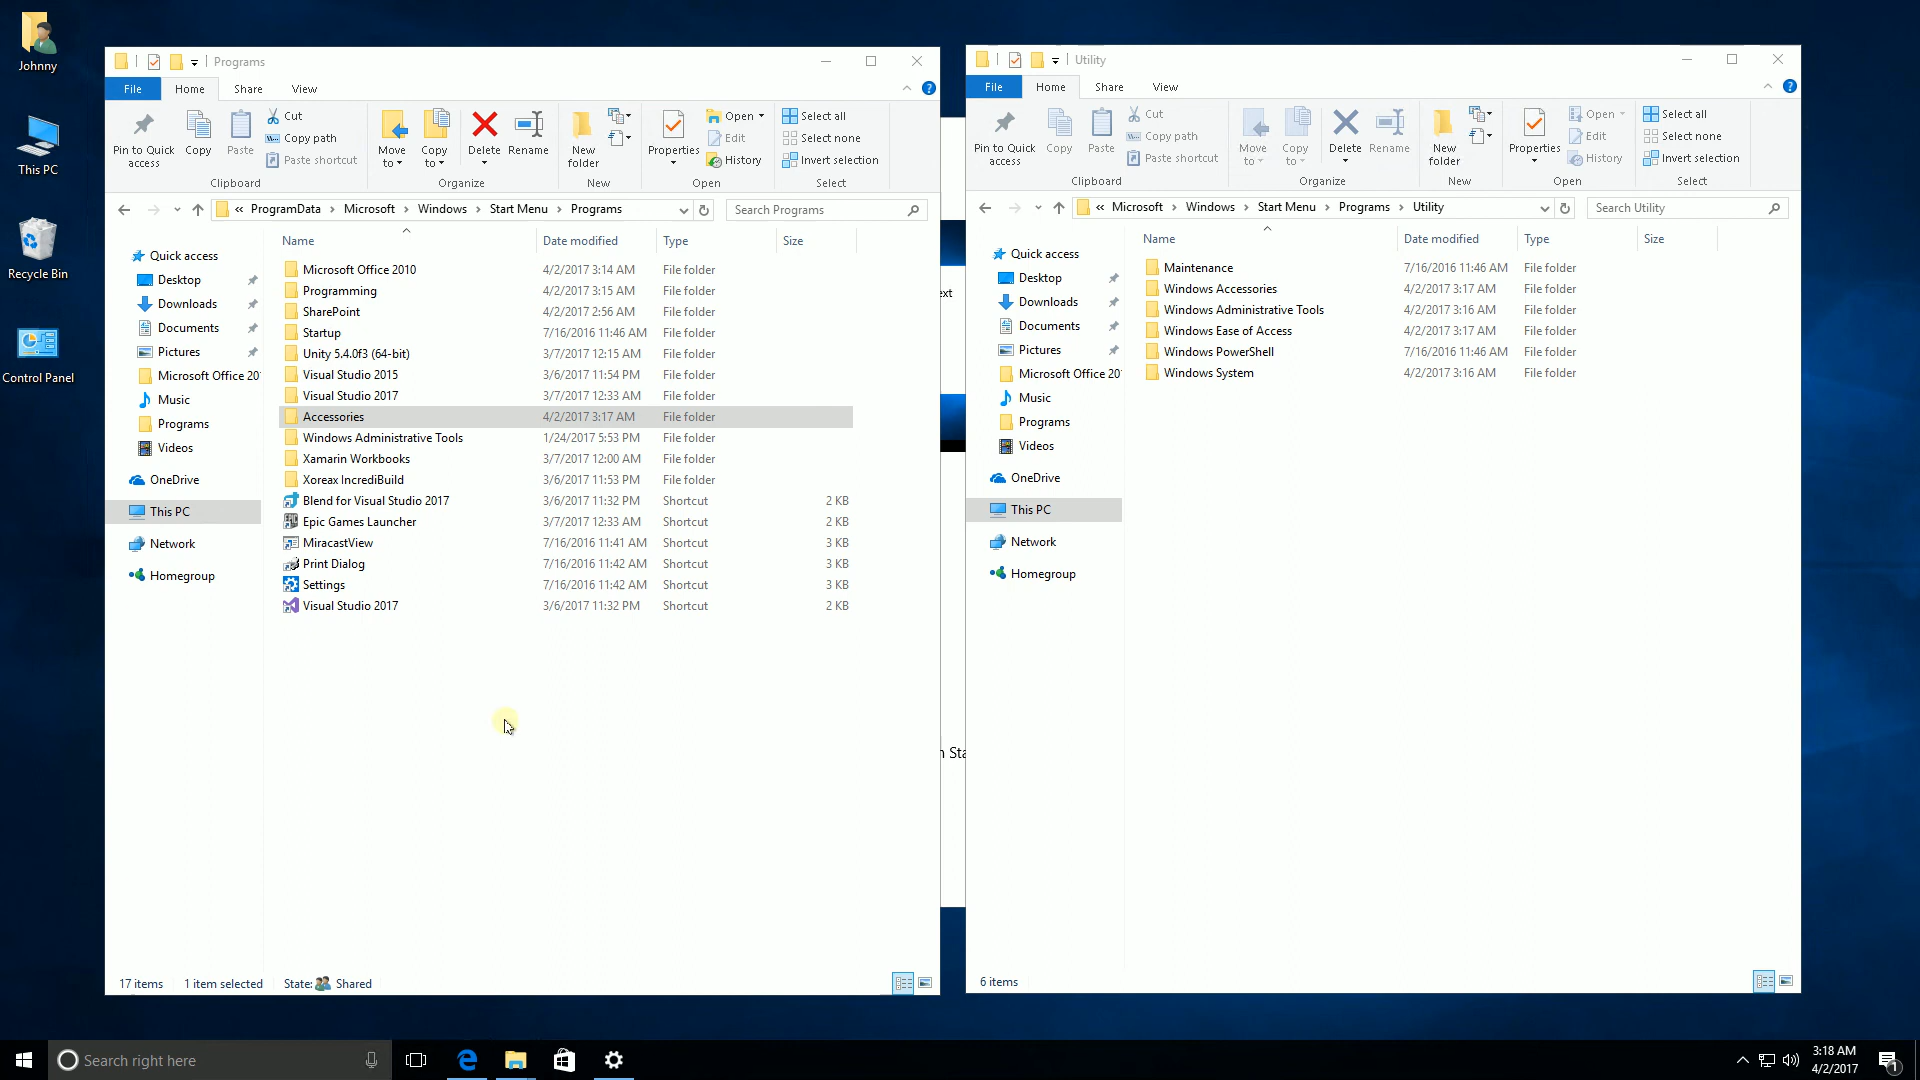 Johnny
This PC
Recycle Bin
Control Panel
Programs
File Home Share View
Pin to Quick access
Copy
Paste
Cut
Copy path
Paste shortcut
Clipboard
Move to
Copy to
Delete
Rename
Organize
New folder
New
Properties
Open
Edit
History
Open
Select all
Select none
Invert selection
Select
« ProgramData › Microsoft › Windows › Start Menu › Programs
Search Programs
Quick access
Desktop
Downloads
Documents
Pictures
Microsoft Office 20
Music
Programs
Videos
OneDrive
This PC
Network
Homegroup
Name Date modified Type Size
Microsoft Office 2010 4/2/2017 3:14 AM File folder
Programming 4/2/2017 3:15 AM File folder
SharePoint 4/2/2017 2:56 AM File folder
Startup 7/16/2016 11:46 AM File folder
Unity 5.4.0f3 (64-bit) 3/7/2017 12:15 AM File folder
Visual Studio 2015 3/6/2017 11:54 PM File folder
Visual Studio 2017 3/7/2017 12:33 AM File folder
Accessories 4/2/2017 3:17 AM File folder
Windows Administrative Tools 1/24/2017 5:53 PM File folder
Xamarin Workbooks 3/7/2017 12:00 AM File folder
Xoreax IncrediBuild 3/6/2017 11:53 PM File folder
Blend for Visual Studio 2017 3/6/2017 11:32 PM Shortcut 2 KB
Epic Games Launcher 3/7/2017 12:33 AM Shortcut 2 KB
MiracastView 7/16/2016 11:41 AM Shortcut 3 KB
Print Dialog 7/16/2016 11:42 AM Shortcut 3 KB
Settings 7/16/2016 11:42 AM Shortcut 3 KB
Visual Studio 2017 3/6/2017 11:32 PM Shortcut 2 KB
17 items 1 item selected State: Shared
ext
n Sta
Utility
File Home Share View
Pin to Quick access
Copy
Paste
Cut
Copy path
Paste shortcut
Clipboard
Move to
Copy to
Delete
Rename
Organize
New folder
New
Properties
Open
Edit
History
Open
Select all
Select none
Invert selection
Select
« Microsoft › Windows › Start Menu › Programs › Utility
Search Utility
Quick access
Desktop
Downloads
Documents
Pictures
Microsoft Office 20
Music
Programs
Videos
OneDrive
This PC
Network
Homegroup
Name Date modified Type Size
Maintenance 7/16/2016 11:46 AM File folder
Windows Accessories 4/2/2017 3:17 AM File folder
Windows Administrative Tools 4/2/2017 3:16 AM File folder
Windows Ease of Access 4/2/2017 3:17 AM File folder
Windows PowerShell 7/16/2016 11:46 AM File folder
Windows System 4/2/2017 3:16 AM File folder
6 items
Search right here
3:18 AM
4/2/2017
1